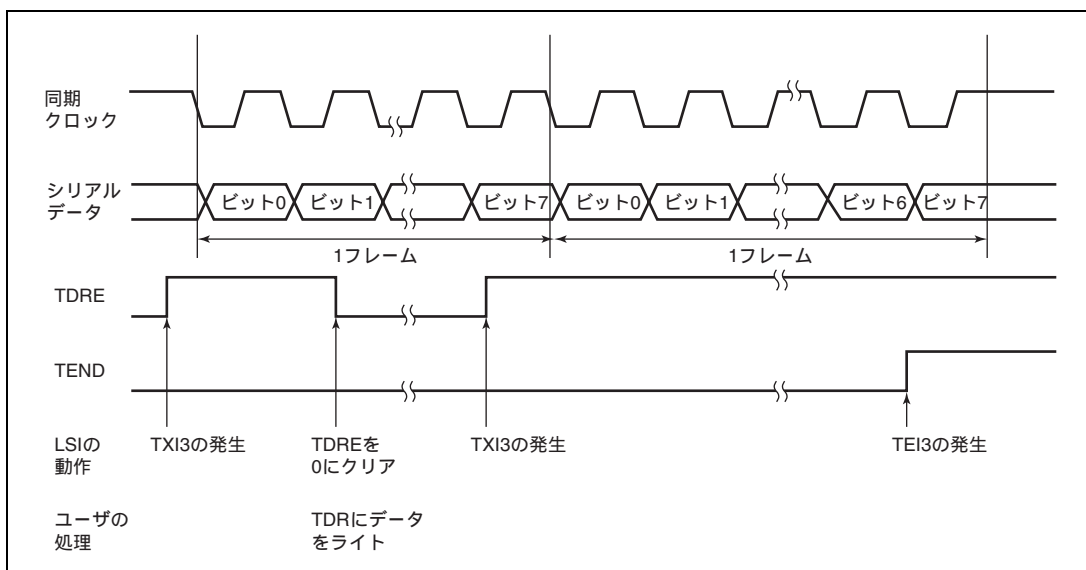 同期
クロック
シリアル
データ
ビット0 ビット1 ビット7 ビット0 ビット1 ビット6 ビット7
1フレーム 1フレーム
TDRE
TEND
LSIの
動作
TXI3の発生
TDREを
0にクリア
TXI3の発生
TEI3の発生
ユーザの
処理
TDRにデータ
をライト